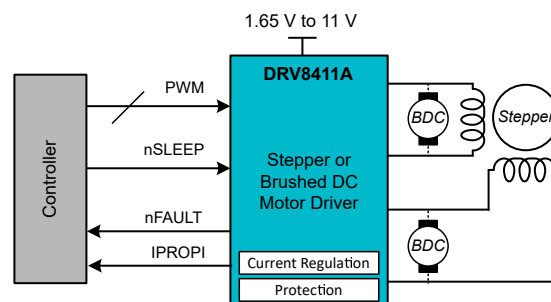 1.65 V to 11 V
DRV8411A
Controller
PWM
nSLEEP
nFAULT
IPROPI
Stepper or
Brushed DC
Motor Driver
Current Regulation
Protection
BDC
Stepper
BDC